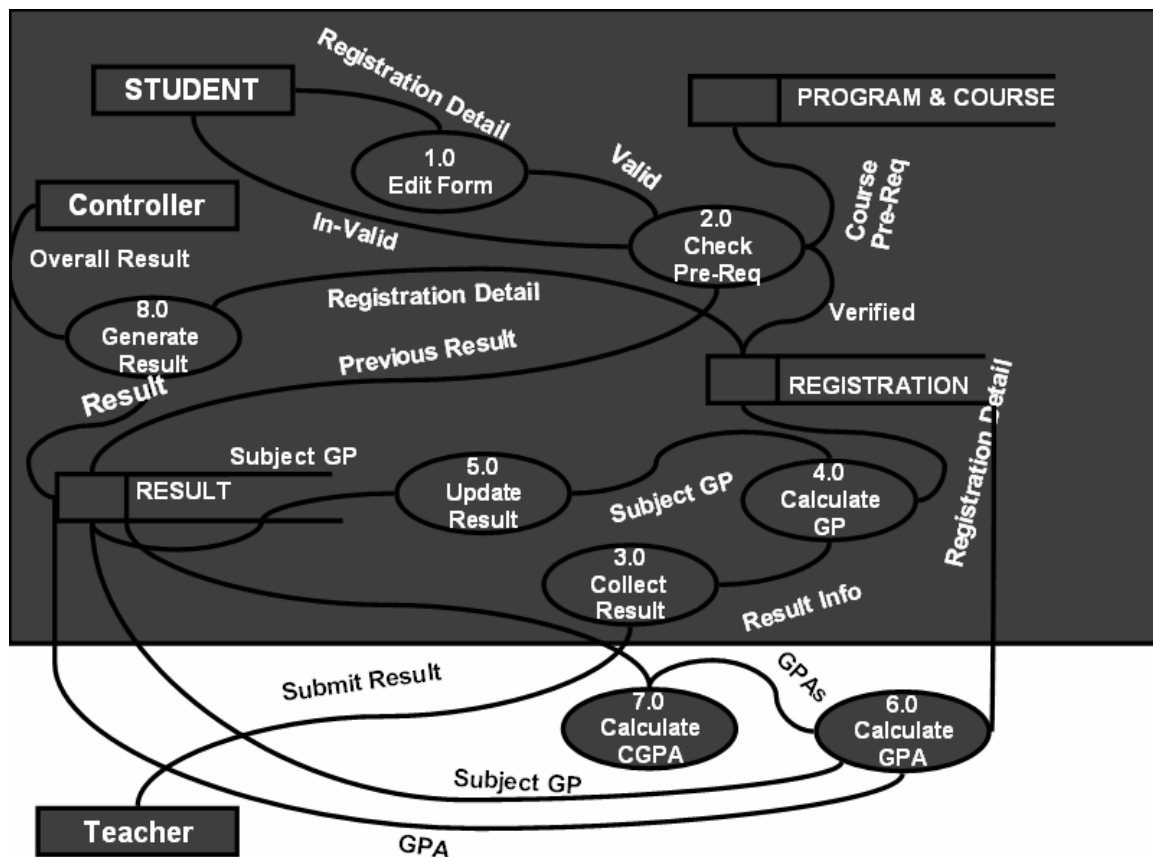 STUDENT
Registration Detail
PROGRAM & COURSE
1.0
Edit Form
Valid
Controller
In-Valid
2.0
Check
Pre-Req
Course
Pre-Req
Overall Result
Registration Detail
8.0
Generate
Result
Verified
Previous Result
Result
REGISTRATION
Registration Detail
Subject GP
RESULT
5.0
Update
Result
Subject GP
4.0
Calculate
GP
3.0
Collect
Result
Result Info
Submit Result
GPAs
7.0
Calculate
CGPA
6.0
Calculate
GPA
Subject GP
Teacher
GPA